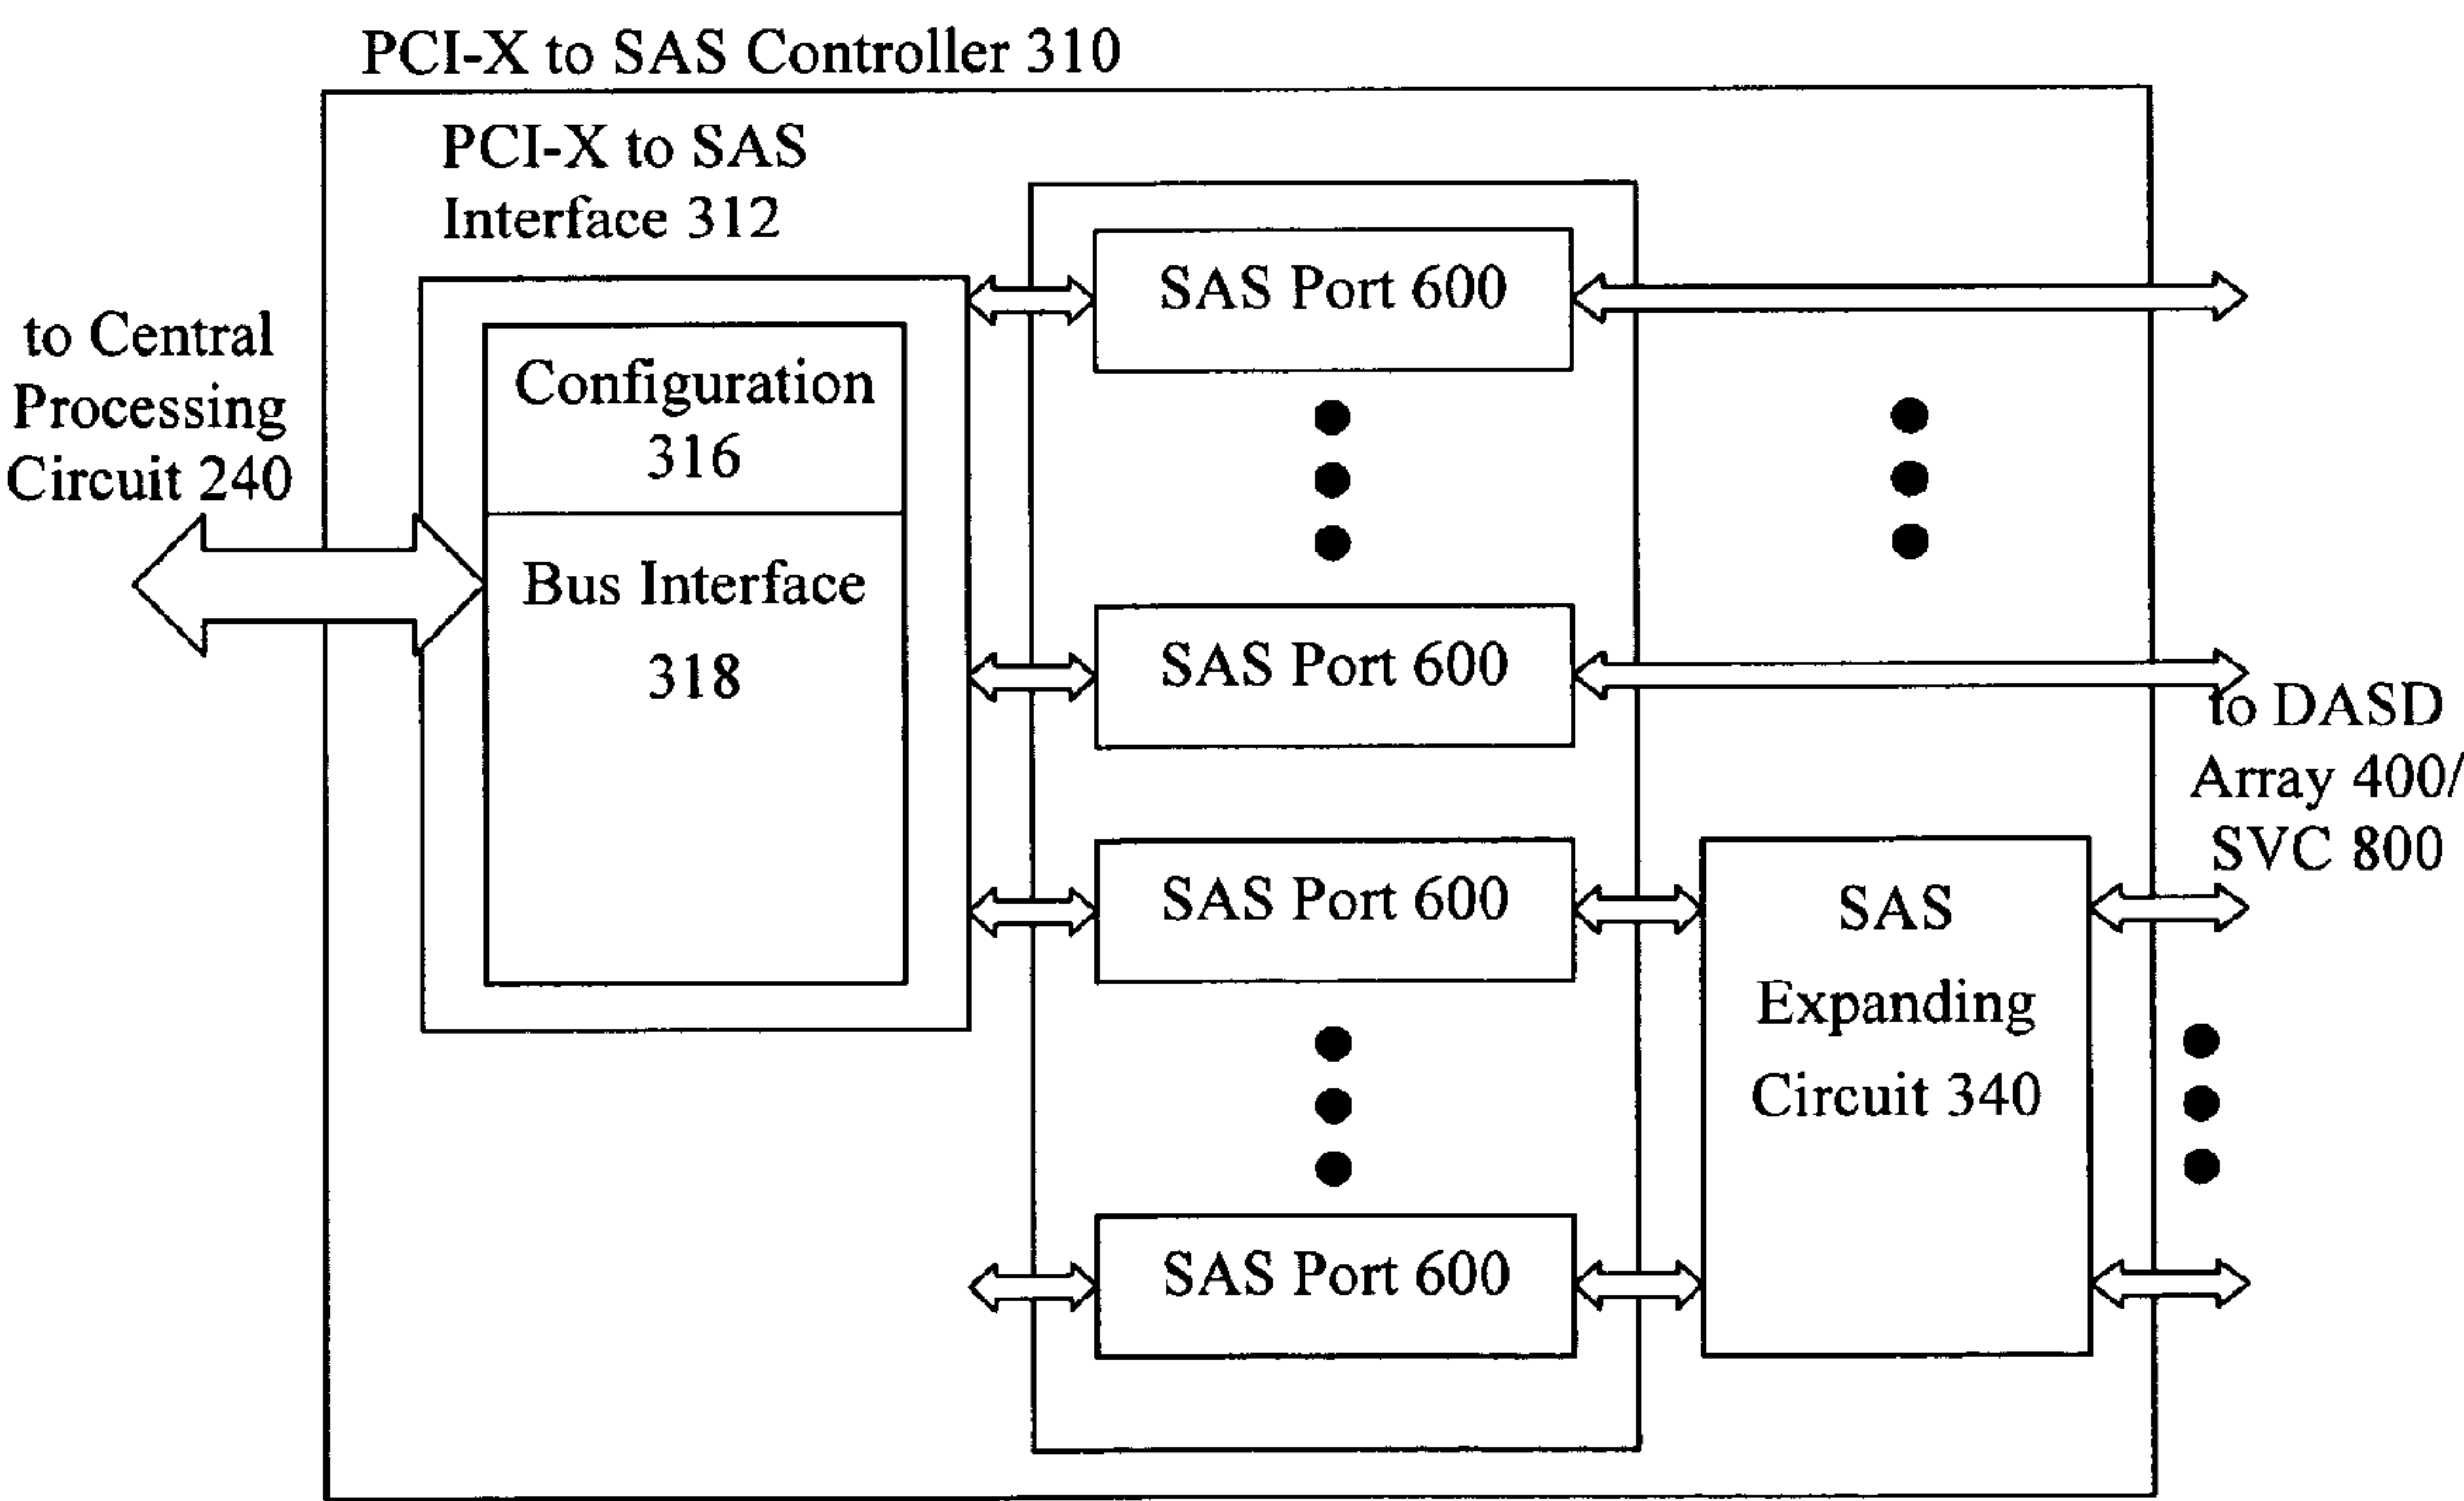 PCI-X to SAS Controller 310
PCI-X to SAS
Interface 312
to Central
Processing
Circuit 240
Configuration
316
Bus Interface
318
SAS Port 600
SAS Port 600
SAS Port 600
SAS Port 600
SAS
Expanding
Circuit 340
to DASD
Array 400/
SVC 800